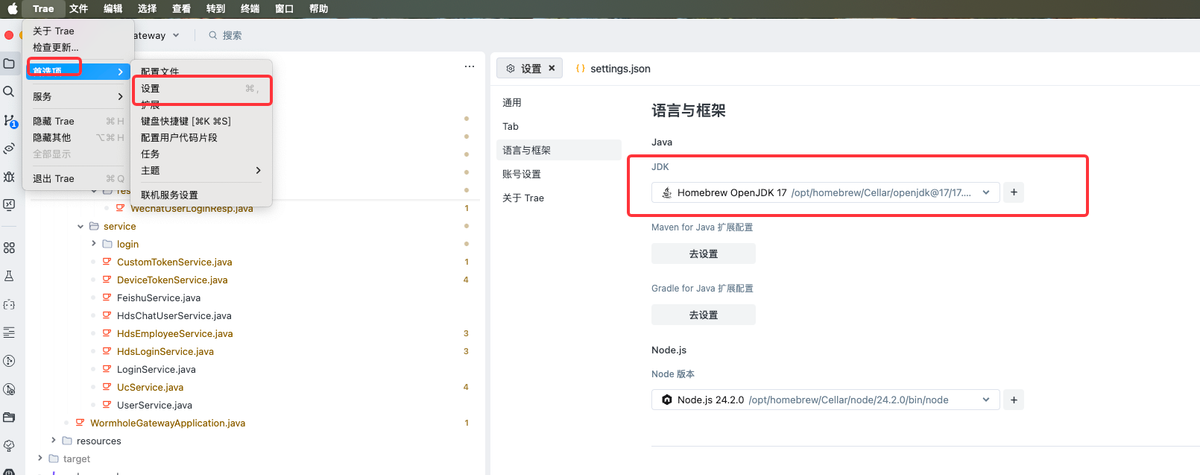 Trae 文件 编辑 选择 查看 转到 终端 窗口 帮助
关于 Trae
检查更新...
首选项
服务
隐藏 Trae ⌘ H
隐藏其他 ⌥⌘ H
全部显示
退出 Trae ⌘ Q
配置文件
设置 ⌘ ,
扩展
键盘快捷键 [⌘K ⌘S]
配置用户代码片段
任务
主题
联机服务设置
ateway
搜索
1
WechatUserLoginResp.java 1
service
login
CustomTokenService.java 1
DeviceTokenService.java 4
FeishuService.java
HdsChatUserService.java
HdsEmployeeService.java 3
HdsLoginService.java 3
LoginService.java
UcService.java 4
UserService.java
WormholeGatewayApplication.java 1
resources
target
设置
{} settings.json
通用
Tab
语言与框架
账号设置
关于 Trae
语言与框架
Java
JDK
Homebrew OpenJDK 17 /opt/homebrew/Cellar/openjdk@17/17....
Maven for Java 扩展配置
去设置
Gradle for Java 扩展配置
去设置
Node.js
Node 版本
Node.js 24.2.0 /opt/homebrew/Cellar/node/24.2.0/bin/node